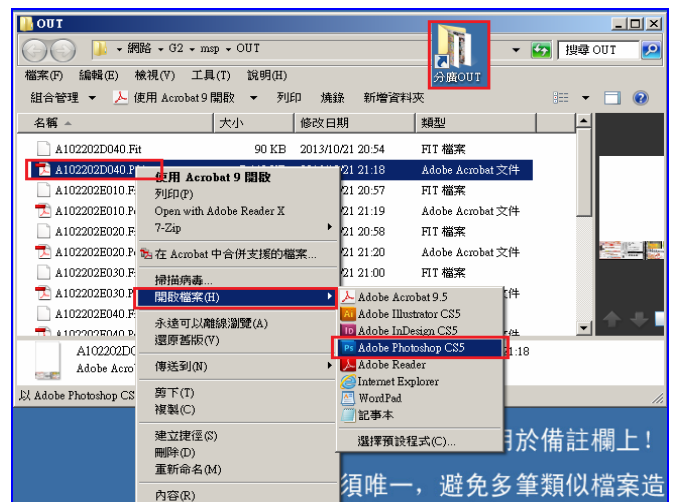 OUT
網路 ▸ G2 ▸ msp ▸ OUT
搜尋 OUT
分廣OUT
檔案(F) 編輯(E) 檢視(V) 工具(T) 說明(H)
組合管理 使用 Acrobat 9 開啟 列印 燒錄 新增資料夾
名稱 大小 修改日期 類型
A102202D040.Fit 90 KB 2013/10/21 20:54 FIT 檔案
A102202D040.P 21:18 Adobe Acrobat 文件
A102202E010.F 21 20:57 FIT 檔案
A102202E010.P 21 21:19 Adobe Acrobat 文件
A102202E020.F 21 20:58 FIT 檔案
A102202E020.P 21 21:20 Adobe Acrobat 文件
A102202E030.F 21 21:00 FIT 檔案
A102202E030.P 件
A102202E040.F
A102202E040.P
A102202D
Adobe Acro
21:18
以 Adobe Photoshop CS
使用 Acrobat 9 開啟
列印(P)
Open with Adobe Reader X
7-Zip
在 Acrobat 中合併支援的檔案...
掃描病毒...
開啟檔案(H)
永遠可以離線瀏覽(A)
還原舊版(V)
傳送到(N)
剪下(T)
複製(C)
建立捷徑(S)
刪除(D)
重新命名(M)
內容(R)
Adobe Acrobat 9.5
Adobe Illustrator CS5
Adobe InDesign CS5
Adobe Photoshop CS5
Adobe Reader
Internet Explorer
WordPad
記事本
選擇預設程式(C)...
於備註欄上！
須唯一，避免多筆類似檔案造